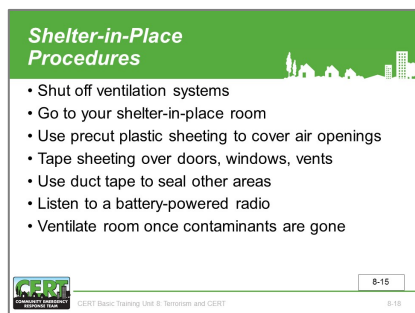 Shelter-in-Place
Procedures
• Shut off ventilation systems
• Go to your shelter-in-place room
• Use precut plastic sheeting to cover air openings
• Tape sheeting over doors, windows, vents
• Use duct tape to seal other areas
• Listen to a battery-powered radio
• Ventilate room once contaminants are gone
8-15
CERT
COMMUNITY EMERGENCY
RESPONSE TEAM
CERT Basic Training Unit 8: Terrorism and CERT
8-18